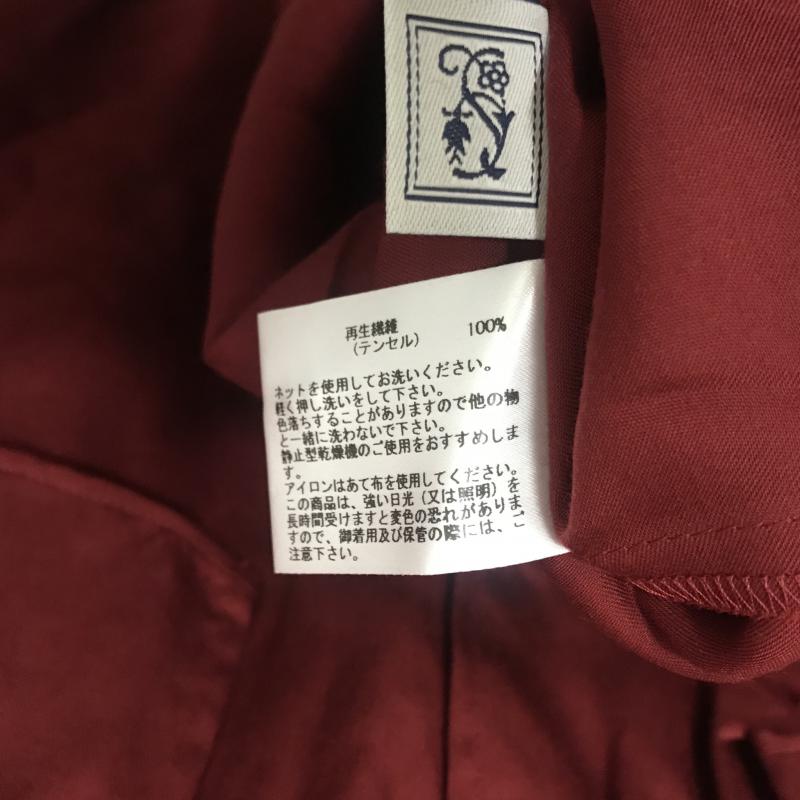 再生繊維 100%
(テンセル)
ネットを使用してお洗いください。
軽く押し洗いをして下さい。
色落ちすることがありますので他の物
と一緒に洗わないで下さい。
静止型乾燥機のご使用をおすすめしま
す。
アイロンはあて布を使用してください。
この商品は、強い日光(又は照明)を
長時間受けますと変色の恐れがありま
すので、御着用及び保管の際には、ご
注意下さい。